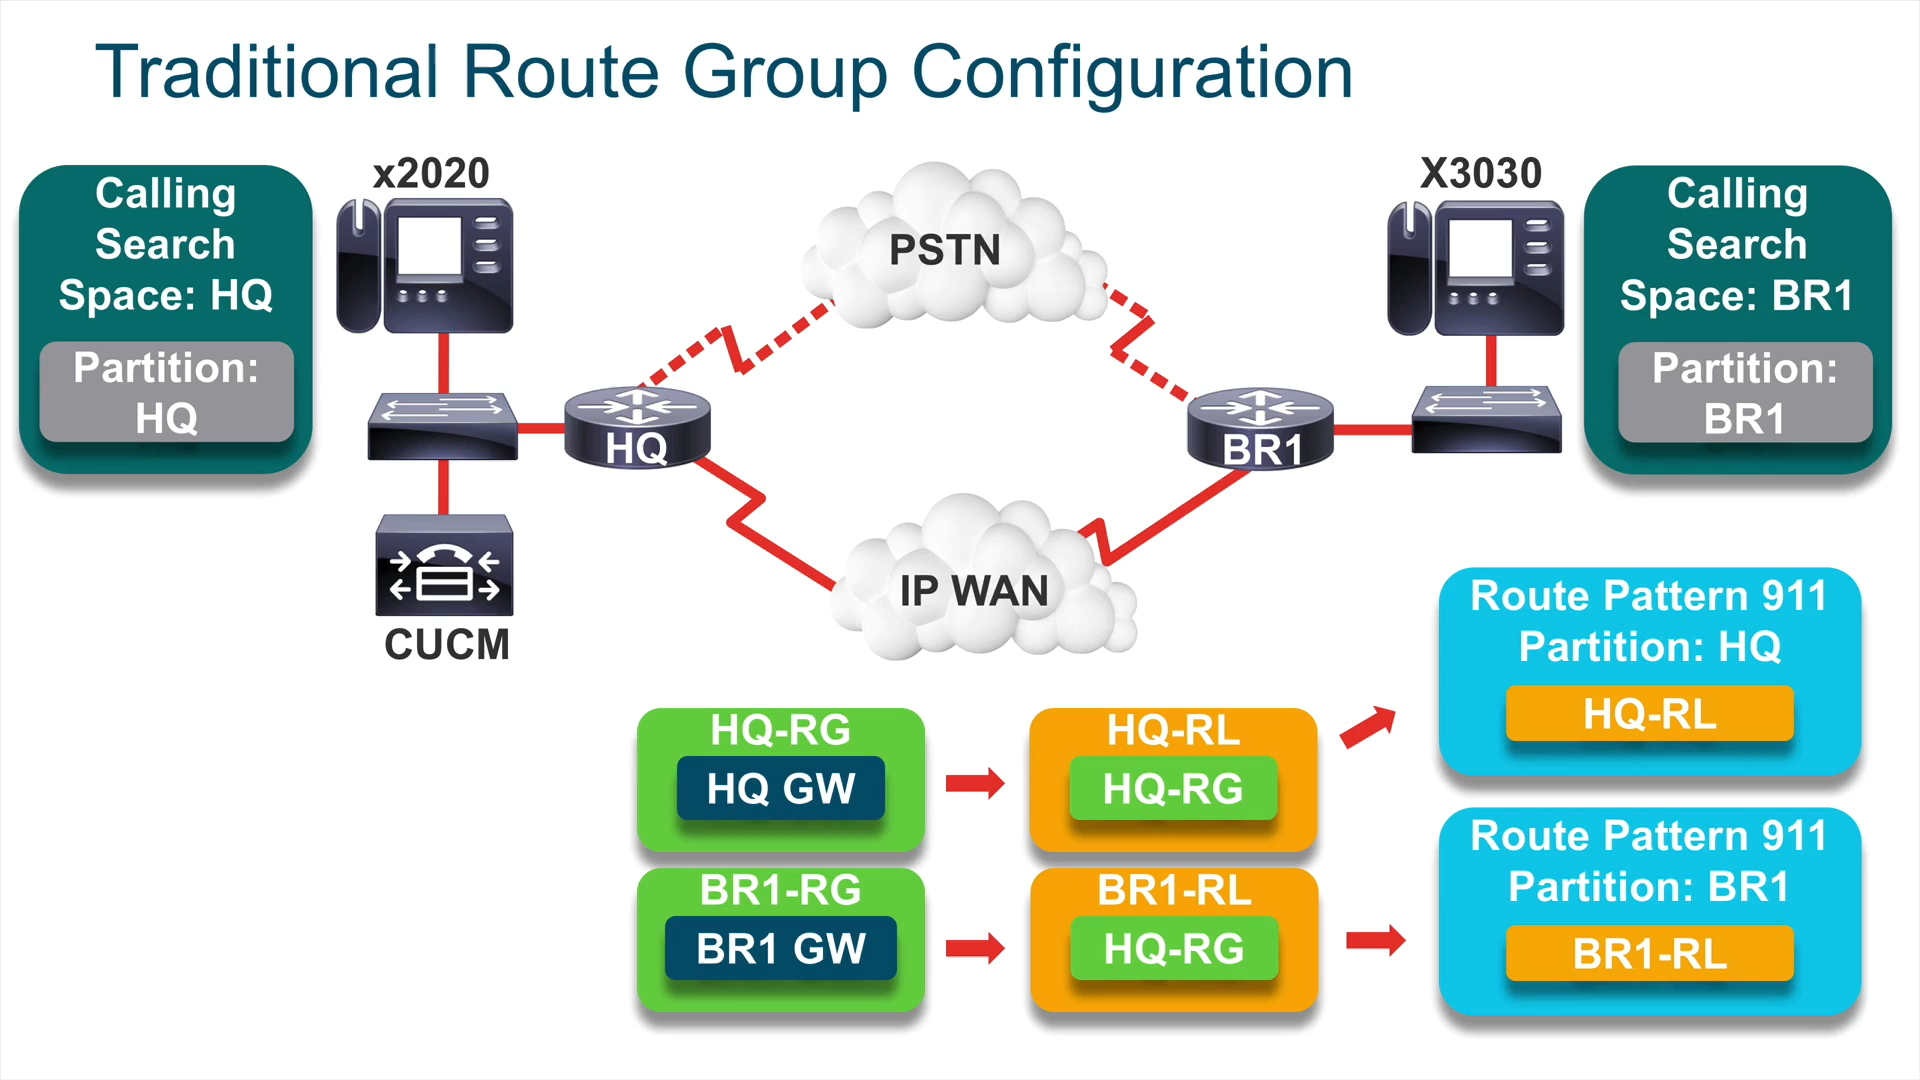 Traditional Route Group Configuration
Calling
Search
Space: HQ
Partition:
HQ
x2020
PSTN
X3030
Calling
Search
Space: BR1
Partition:
BR1
HQ
BR1
CUCM
IP WAN
Route Pattern 911
Partition: HQ
HQ-RL
HQ-RG
HQ GW
HQ-RL
HQ-RG
BR1-RG
BR1 GW
BR1-RL
HQ-RG
Route Pattern 911
Partition: BR1
BR1-RL